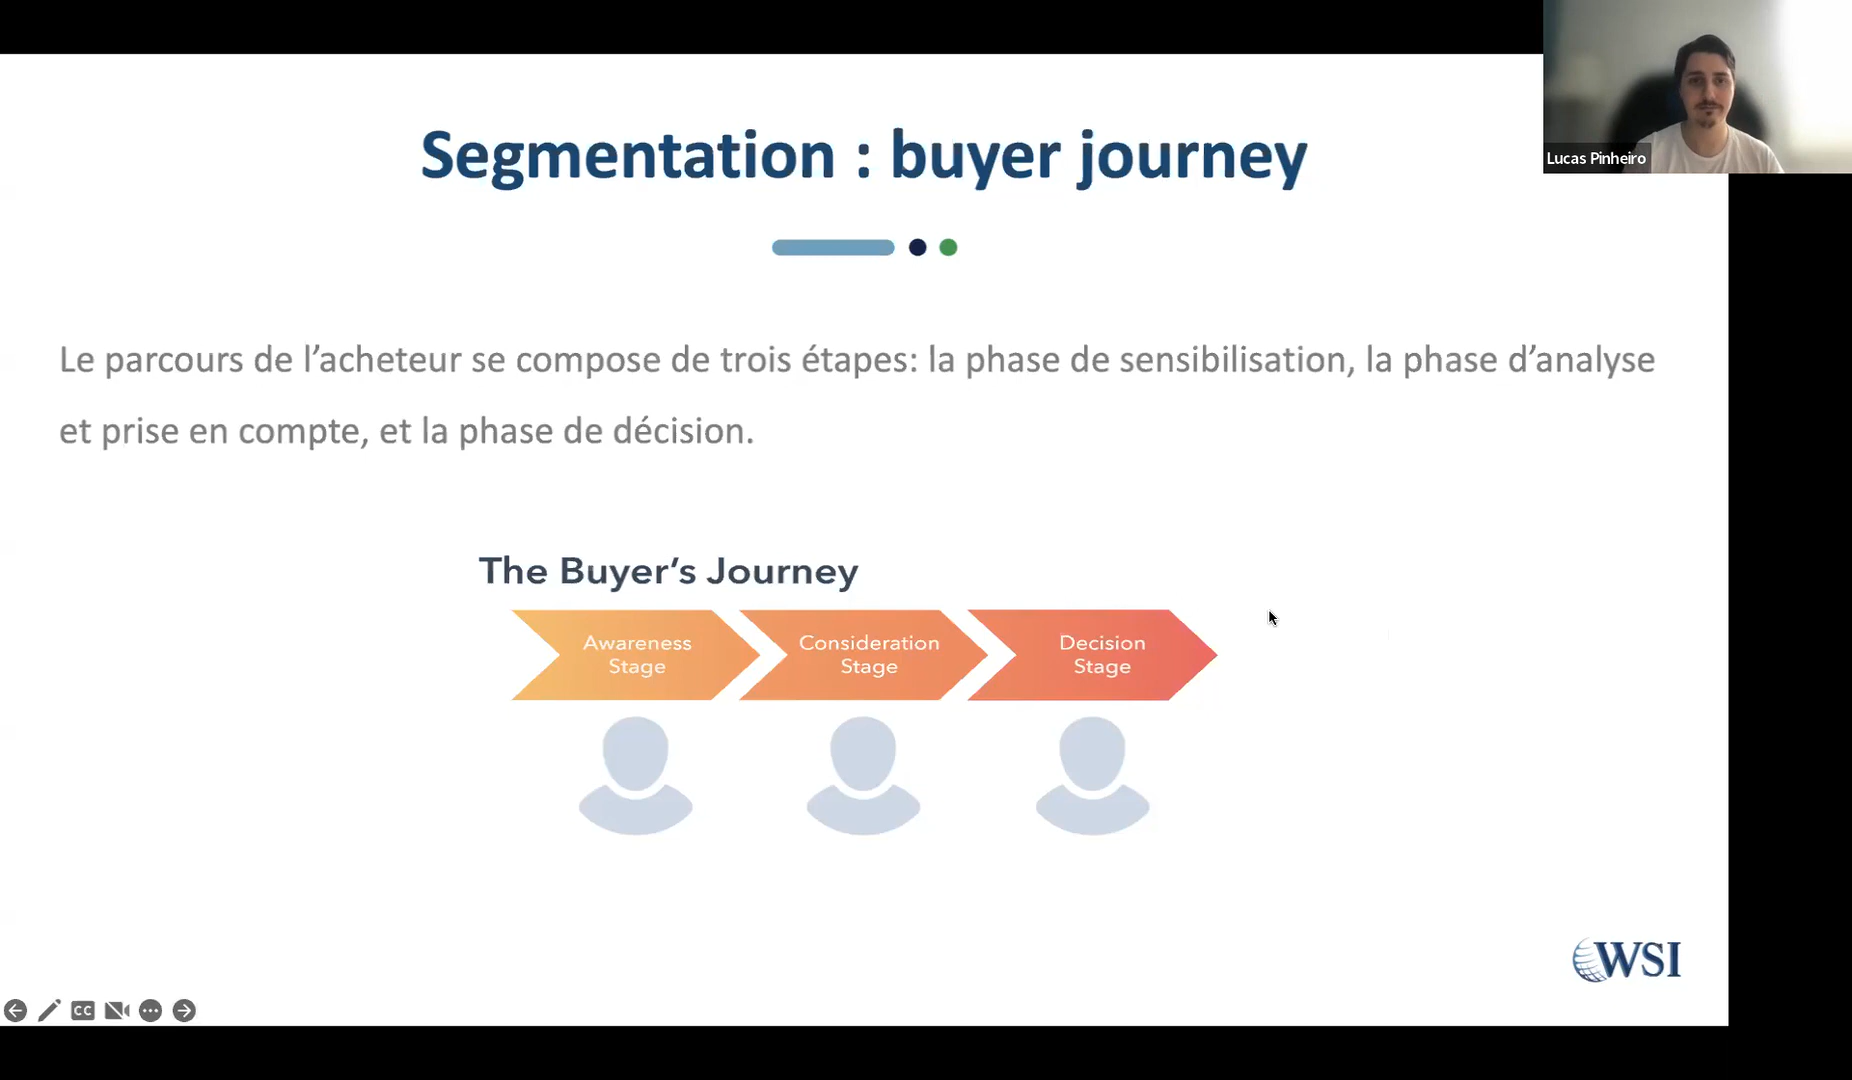 Segmentation : buyer journey
Lucas Pinheiro
Le parcours de l’acheteur se compose de trois étapes: la phase de sensibilisation, la phase d’analyse
et prise en compte, et la phase de décision.
The Buyer’s Journey
Awareness
Stage
Consideration
Stage
Decision
Stage
WSI
CC